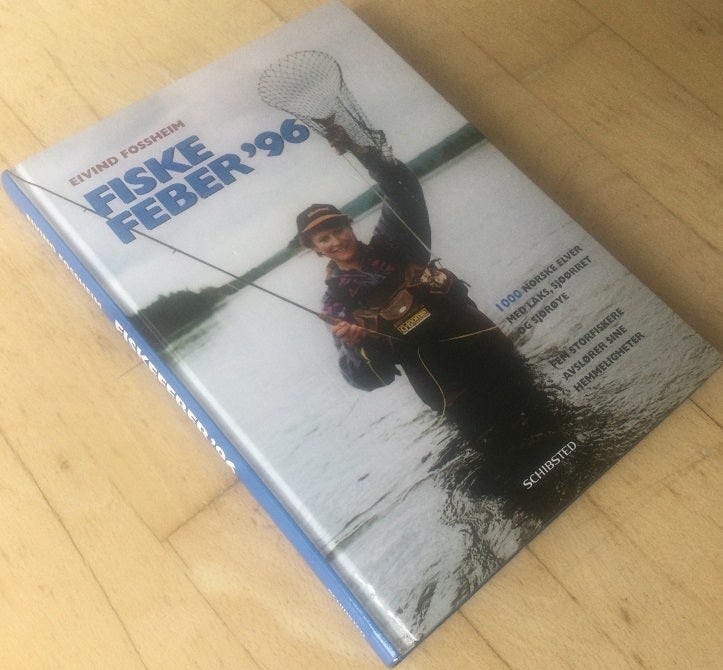 EIVIND FOSSHEIM
FISKE
FEBER '96
1000 NORSKE ELVER
MED LAKS, SJØØRRET
OG SJØRØYE
FEM STORFISKERE
AVSLØRER SINE
HEMMELIGHETER
SCHIBSTED
EIVIND FOSSHEIM
FISKEFEBER '96